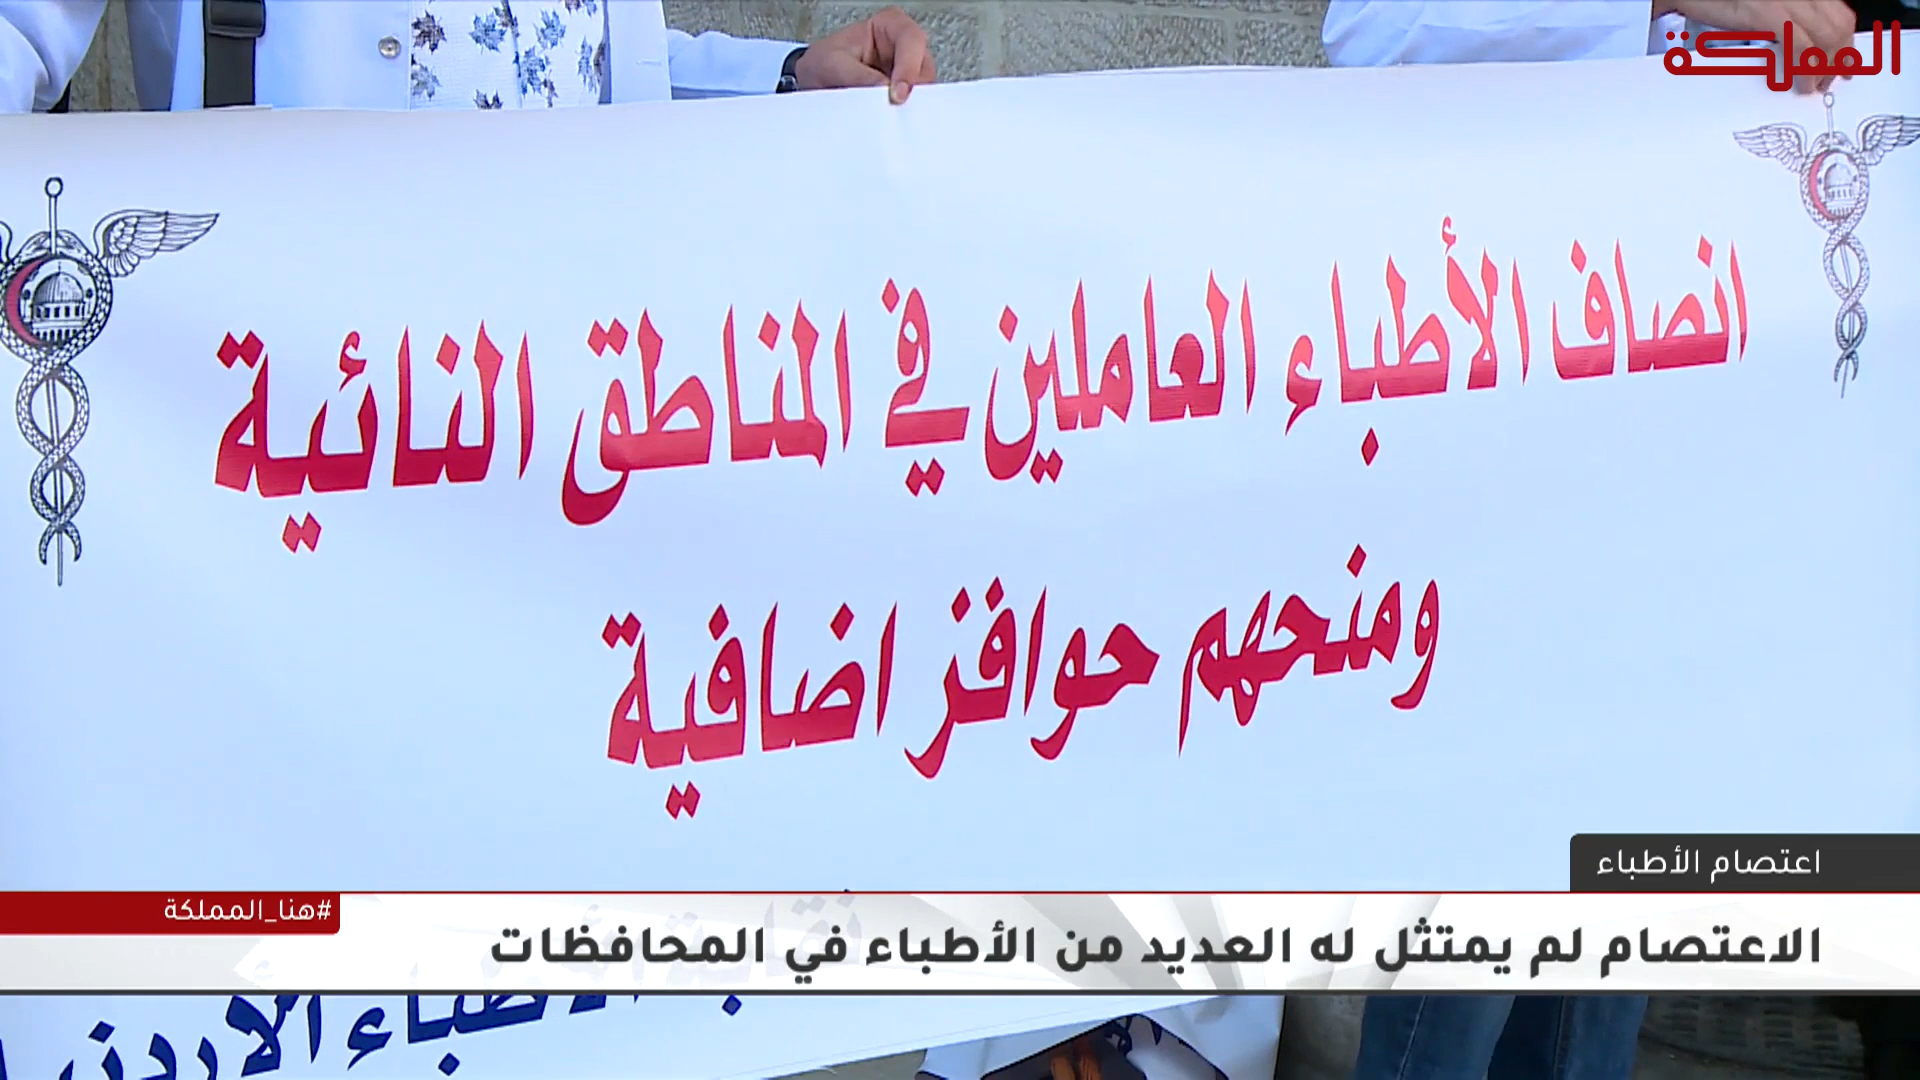 المملكة
انصاف الأطباء العاملين في المناطق النائية
ومنحهم حوافز اضافية
اعتصام الأطباء
#هنا_المملكة
الاعتصام لم يمتثل له العديد من الأطباء في المحافظات